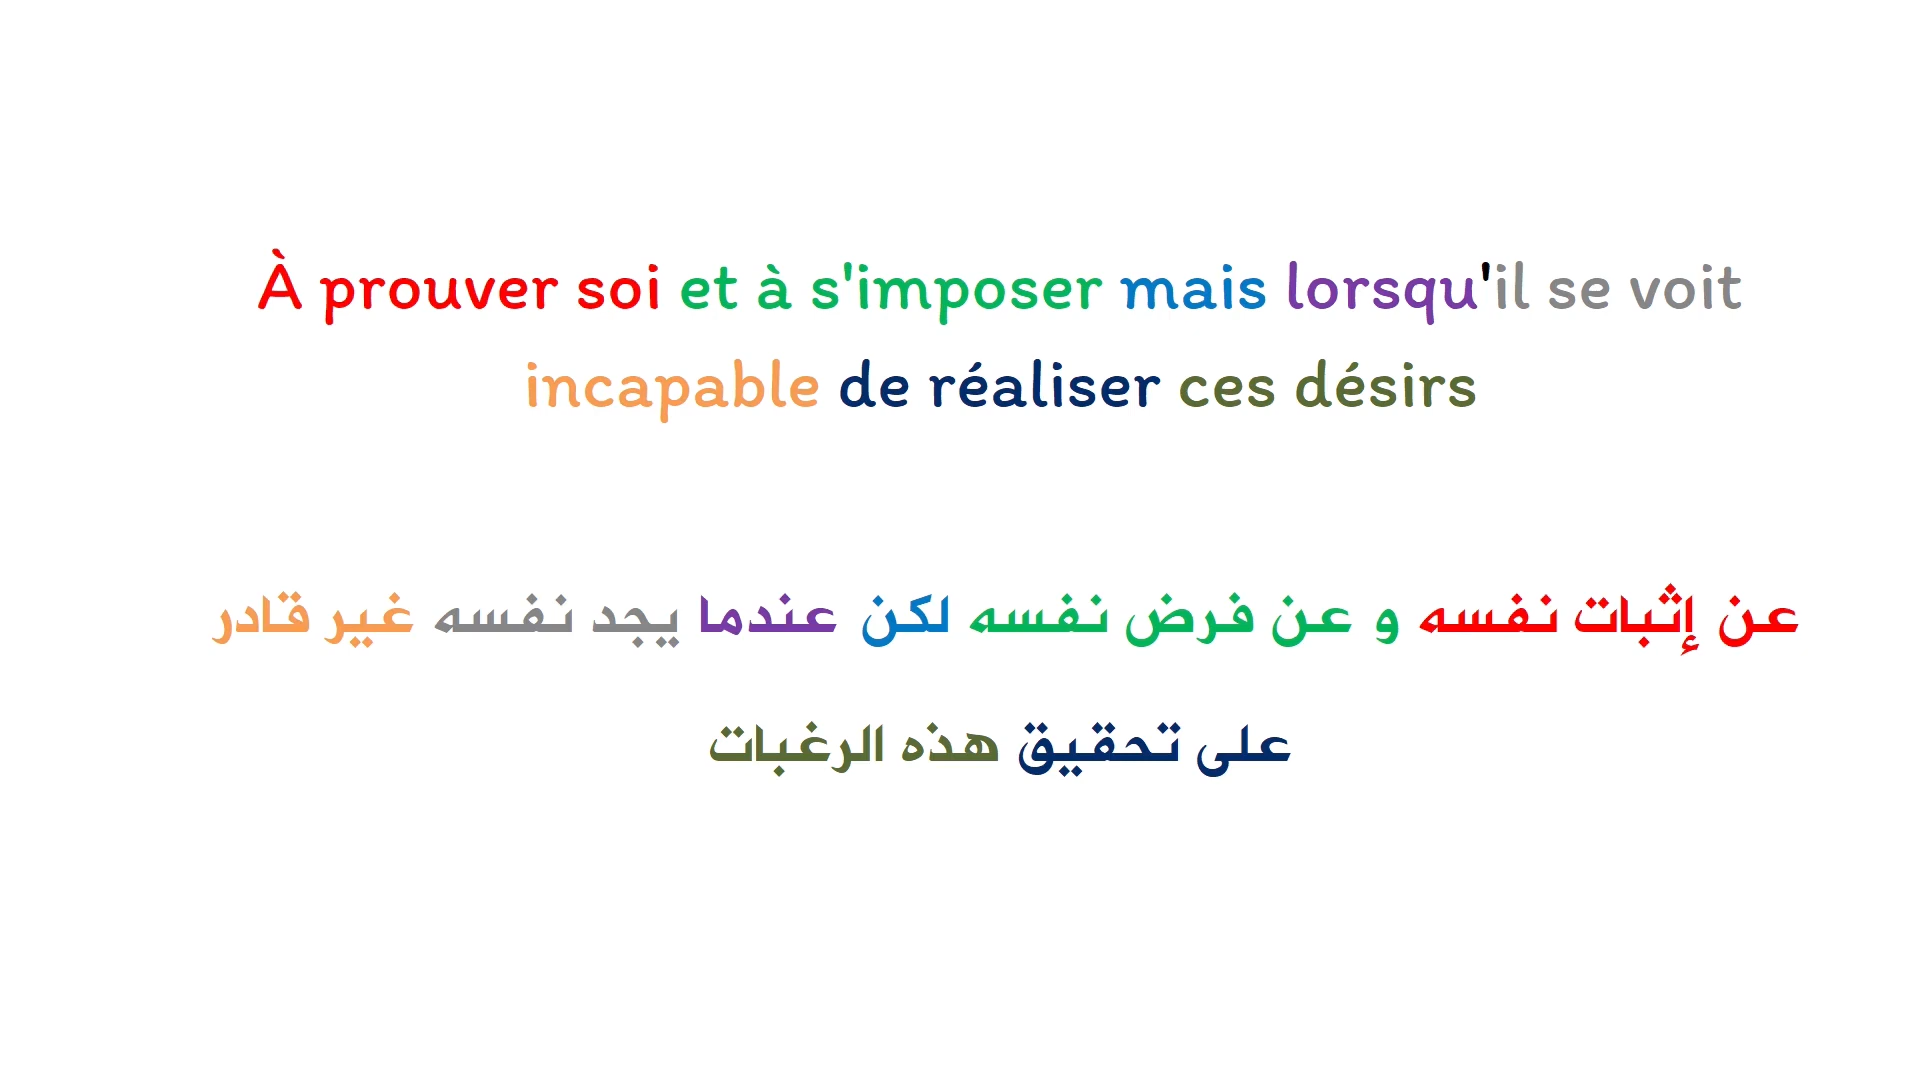 À prouver soi et à s'imposer mais lorsqu'il se voit
incapable de réaliser ces désirs
عن إثبات نفسه و عن فرض نفسه لكن عندما يجد نفسه غير قادر
على تحقيق هذه الرغبات